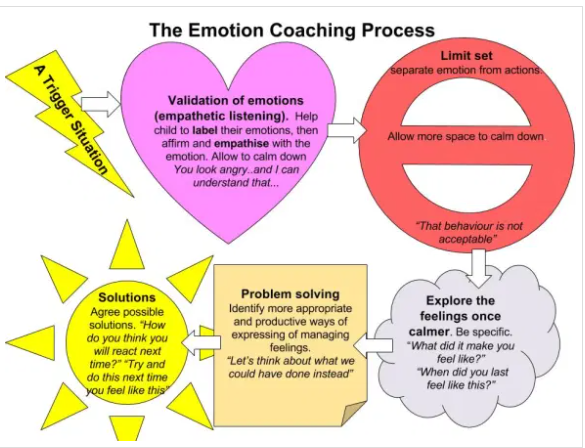 The Emotion Coaching Process
A Trigger Situation
Validation of emotions
(empathetic listening). Help
child to label their emotions, then
affirm and empathise with the
emotion. Allow to calm down
You look angry..and I can
understand that...
Limit set
separate emotion from actions.
Allow more space to calm down.
“That behaviour is not
acceptable”
Explore the
feelings once
calmer. Be specific.
“What did it make you
feel like?”
“When did you last
feel like this?”
Problem solving
Identify more appropriate
and productive ways of
expressing of managing
feelings.
“Let’s think about what we
could have done instead”
Solutions
Agree possible
solutions. “How
do you think you
will react next
time?” “Try and
do this next time
you feel like this”